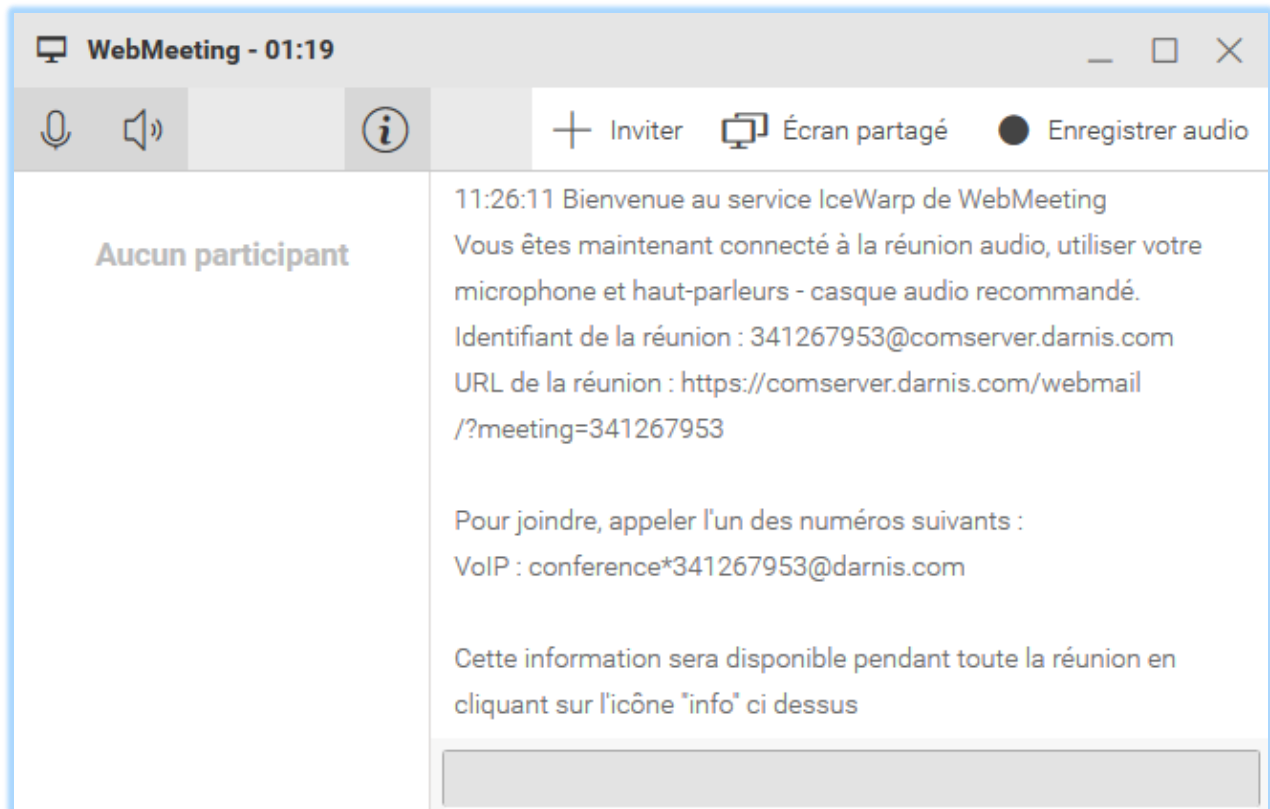 WebMeeting - 01:19
Inviter
Écran partagé
Enregistrer audio
Aucun participant
11:26:11 Bienvenue au service IceWarp de WebMeeting
Vous êtes maintenant connecté à la réunion audio, utiliser votre
microphone et haut-parleurs - casque audio recommandé.
Identifiant de la réunion : 341267953@comserver.darnis.com
URL de la réunion : https://comserver.darnis.com/webmail
/?meeting=341267953
Pour joindre, appeler l'un des numéros suivants :
VoIP : conference*341267953@darnis.com
Cette information sera disponible pendant toute la réunion en
cliquant sur l'icône "info" ci dessus